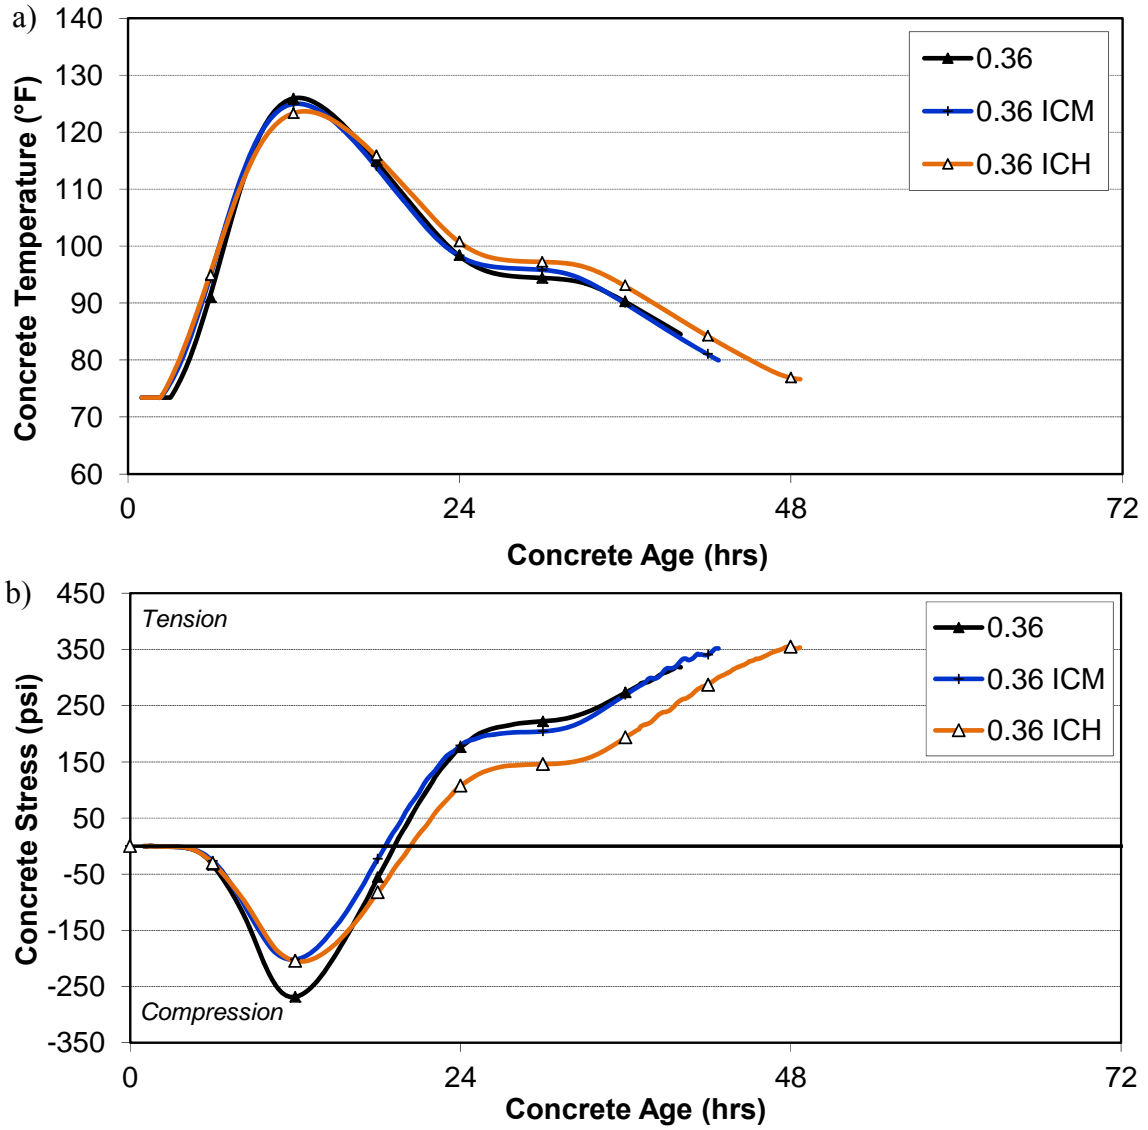 a)
Concrete Temperature (°F)
140
130
120
110
100
90
80
70
60
0
24
48
72
Concrete Age (hrs)
0.36
0.36 ICM
0.36 ICH
b)
Concrete Stress (psi)
450
350
250
150
50
-50
-150
-250
-350
Tension
Compression
0.36
0.36 ICM
0.36 ICH
0
24
48
72
Concrete Age (hrs)